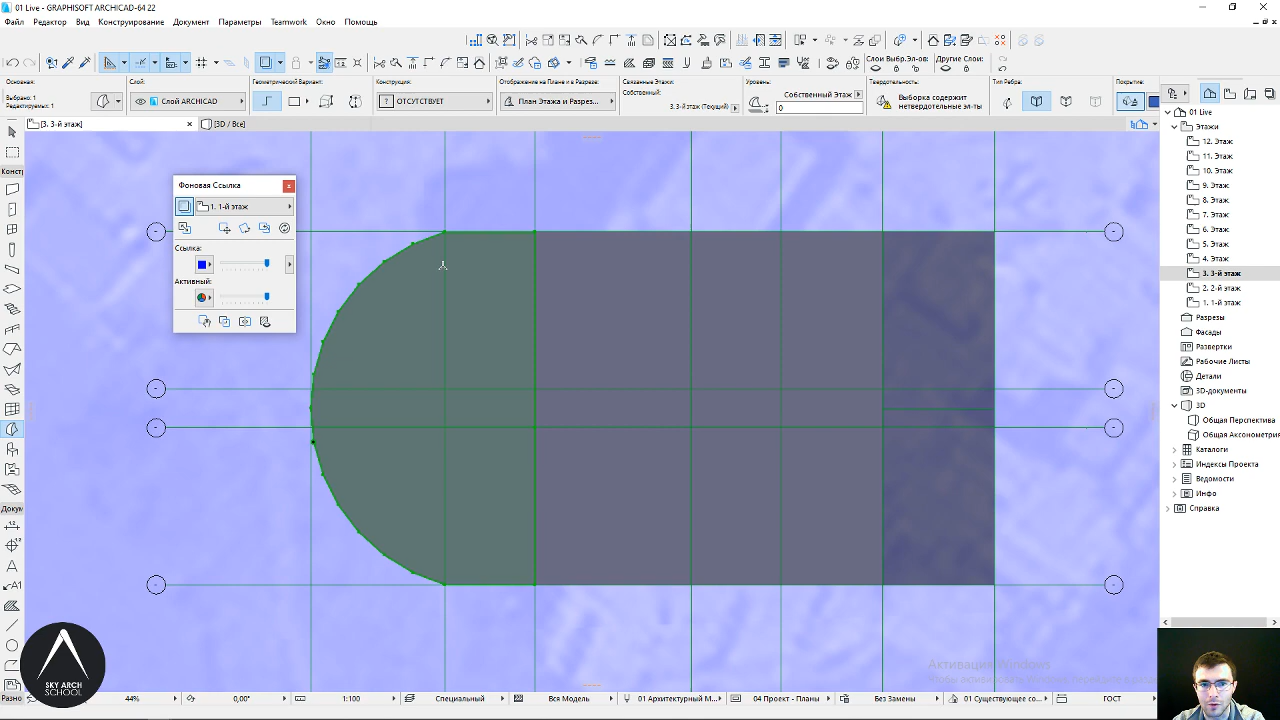 01 Live - GRAPHISOFT ARCHICAD-64 22
Файл Редактор Вид Конструирование Документ Параметры Teamwork Окно Помощь
Слои Выбр.Эл-ов: Другие Слои:
Основная: Слой: Геометрический Вариант: Конструкция: Отображение на Плане и в Разрезе: Связанные Этажи: Уровень: Твердотельность: Тип Ребра: Покрытие:
Выбрано: 1
Редактируемые: 1
Слой ARCHICAD
ОТСУТСТВУЕТ
План Этажа и Разрез...
Собственный:
3. 3-й этаж (Текущий)
Собственный Этаж
0
Выборка содержит нетвердотельные эл-ты
[3. 3-й этаж]
[3D / Все]
Фоновая Ссылка
1. 1-й этаж
Ссылка:
Активный:
01 Live
Этажи
12. Этаж
11. Этаж
10. Этаж
9. Этаж
8. Этаж
7. Этаж
6. Этаж
5. Этаж
4. Этаж
3. 3-й этаж
2. 2-й этаж
1. 1-й этаж
Разрезы
Фасады
Развертки
Рабочие Листы
Детали
3D-документы
3D
Общая Перспектива
Общая Аксонометрия
Каталоги
Индексы Проекта
Ведомости
Инфо
Справка
Констр
Докум
Разно
SKY ARCH
SCHOOL
Активация Windows
44% 0,00° 1:100 Специальный Вся Модель 01 Архитектурный М... 04 Проект - Планы Без Замены 01 Существующее со... ГОСТ